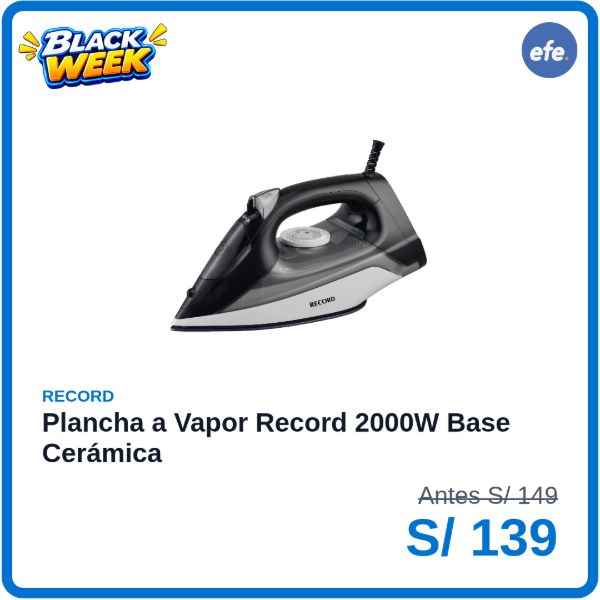 BLACK
WEEK
efe.
RECORD
RECORD
Plancha a Vapor Record 2000W Base
Cerámica
Antes S/ 149
S/ 139